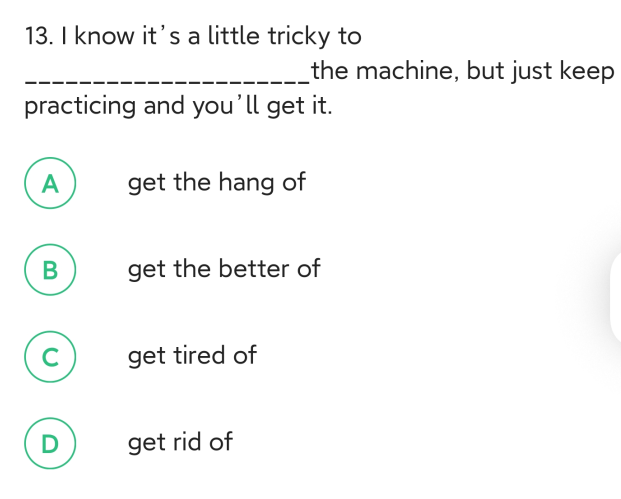 13. I know it’s a little tricky to
_____________________the machine, but just keep
practicing and you’ll get it.
A get the hang of
B get the better of
C get tired of
D get rid of